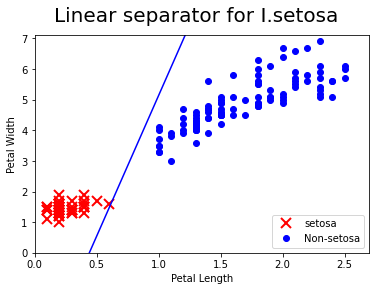 Linear separator for I.setosa
7
6
5
4
3
2
1
0
Petal Width
0.0 0.5 1.0 1.5 2.0 2.5
Petal Length
setosa
Non-setosa